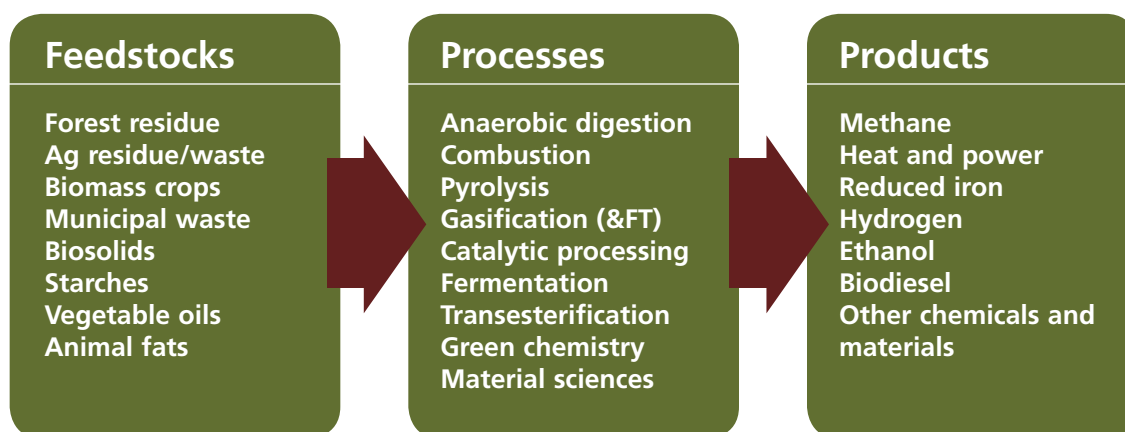 Feedstocks
Forest residue
Ag residue/waste
Biomass crops
Municipal waste
Biosolids
Starches
Vegetable oils
Animal fats
Processes
Anaerobic digestion
Combustion
Pyrolysis
Gasification (&FT)
Catalytic processing
Fermentation
Transesterification
Green chemistry
Material sciences
Products
Methane
Heat and power
Reduced iron
Hydrogen
Ethanol
Biodiesel
Other chemicals and
materials